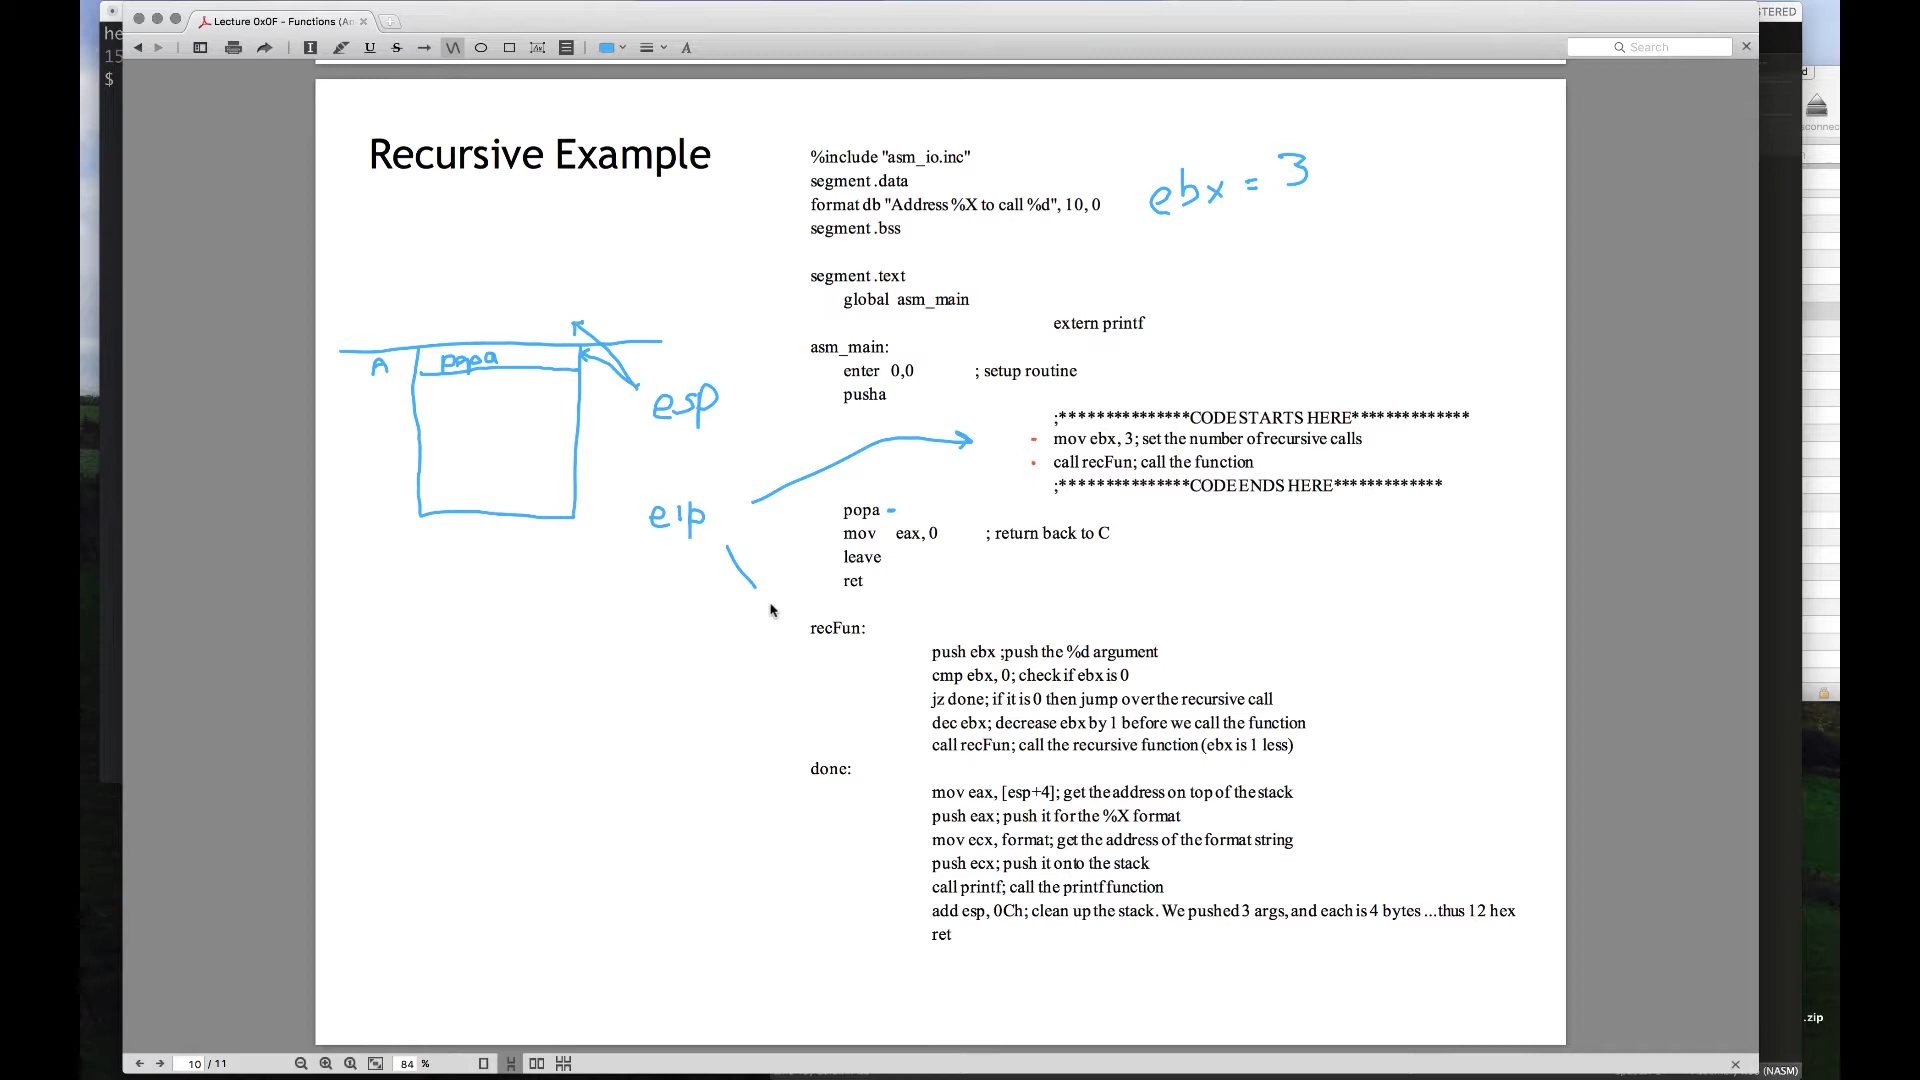 STERED
Lecture 0x0F - Functions (A
he
15
$
Search
d
Recursive Example
%include "asm_io.inc"
segment .data
format db "Address %X to call %d", 10, 0
segment .bss
ebx = 3
segment .text
global asm_main
extern printf
asm_main:
enter 0,0 ; setup routine
pusha
;***************CODE STARTS HERE**************
mov ebx, 3; set the number of recursive calls
call recFun; call the function
;***************CODE ENDS HERE*************
popa
mov eax, 0 ; return back to C
leave
ret
A
popa
esp
eip
recFun:
push ebx ;push the %d argument
cmp ebx, 0; check if ebx is 0
jz done; if it is 0 then jump over the recursive call
dec ebx; decrease ebx by 1 before we call the function
call recFun; call the recursive function (ebx is 1 less)
done:
mov eax, [esp+4]; get the address on top of the stack
push eax; push it for the %X format
mov ecx, format; get the address of the format string
push ecx; push it onto the stack
call printf; call the printf function
add esp, 0Ch; clean up the stack. We pushed 3 args, and each is 4 bytes ...thus 12 hex
ret
.zip
10 / 11
84 %
(NASM)